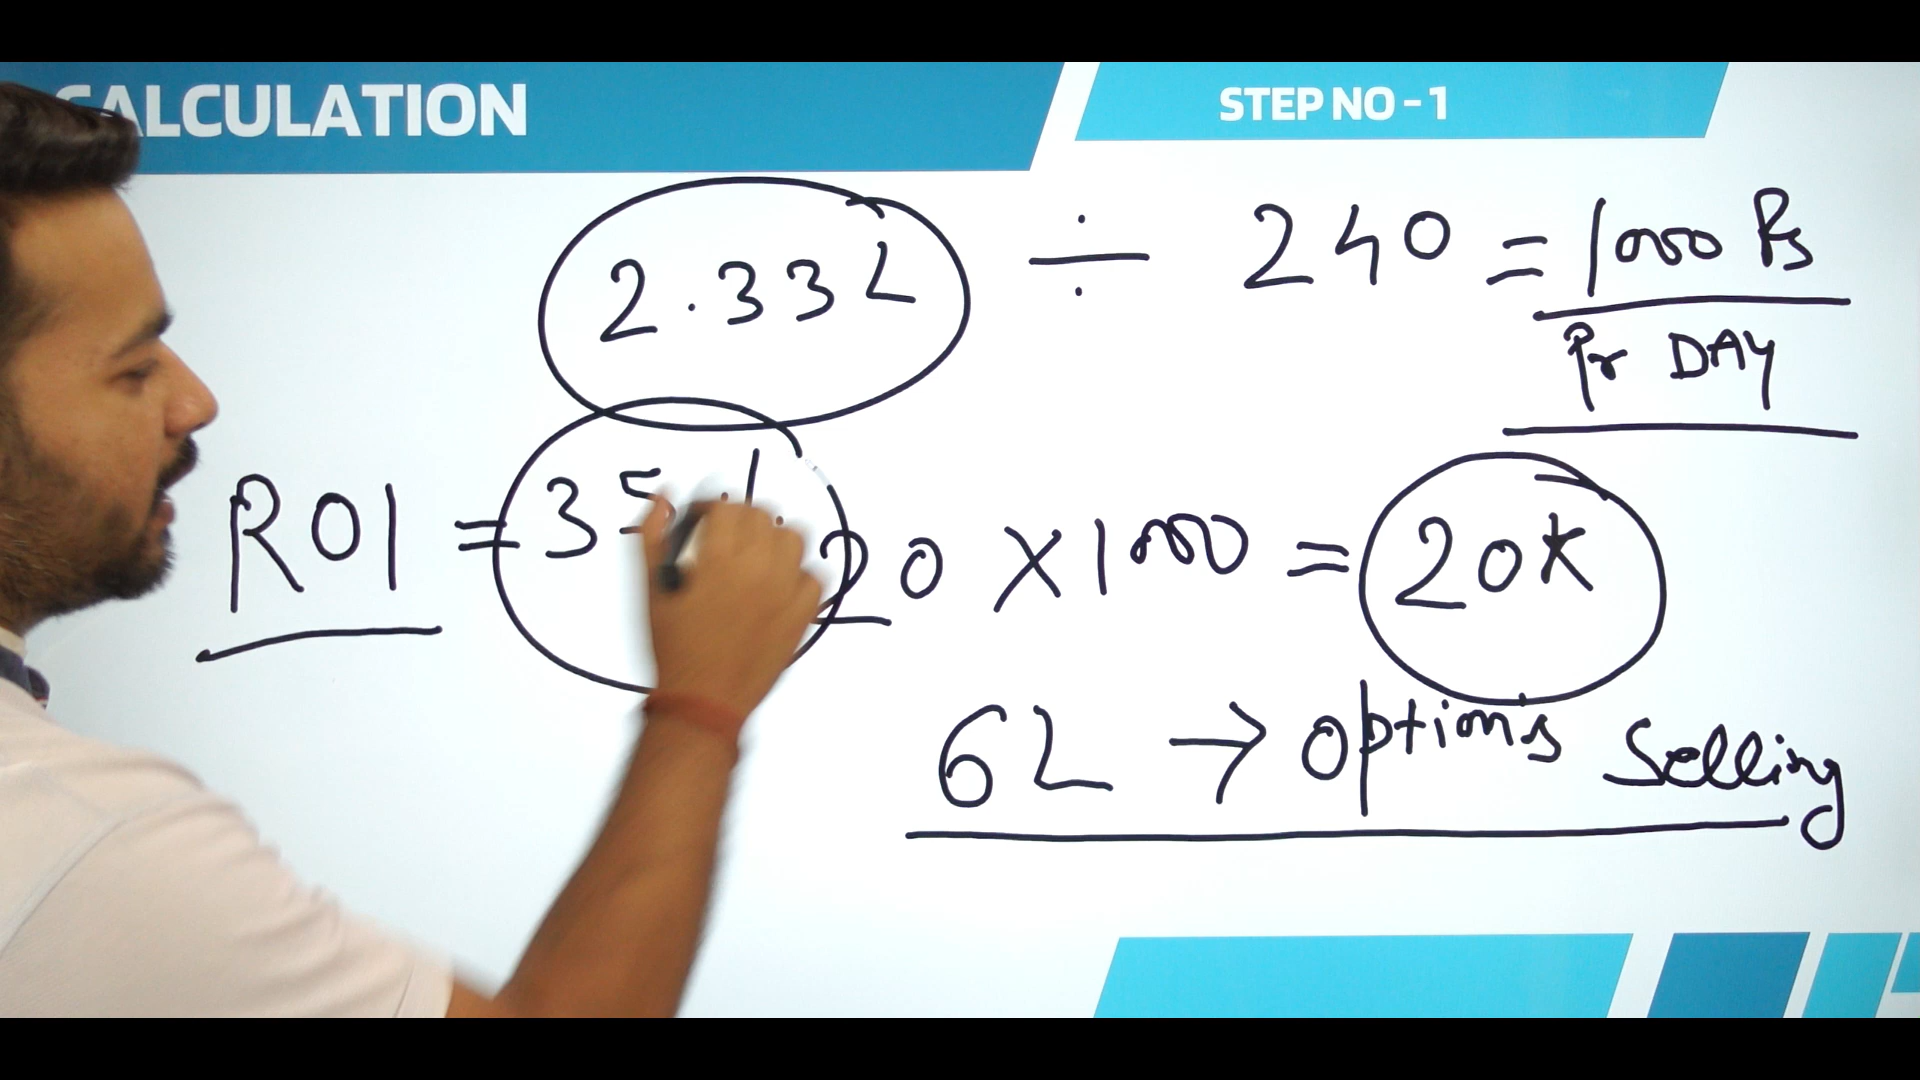 CALCULATION
STEP NO - 1
2.33L ÷ 240 = 1000 Rs
Pr DAY
ROI = 35%
20 X 1000 = 20K
6L → Options Selling